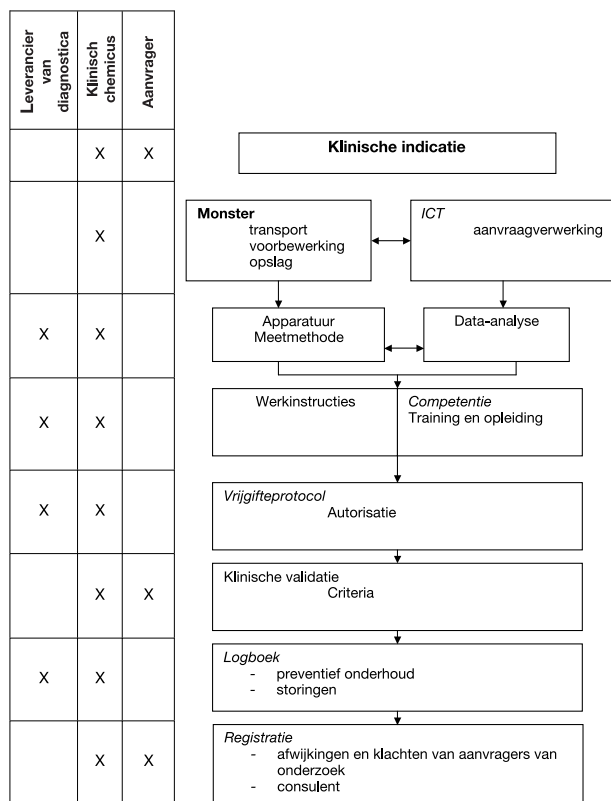 Leverancier
van
diagnostica
Klinisch
chemicus
Aanvrager
X X
Klinische indicatie
X
Monster
transport
voorbewerking
opslag
ICT
aanvraagverwerking
X X
Apparatuur
Meetmethode
Data-analyse
X X
Werkinstructies
Competentie
Training en opleiding
X X
Vrijgifteprotocol
Autorisatie
X X
Klinische validatie
Criteria
X X
Logboek
- preventief onderhoud
- storingen
X X
Registratie
- afwijkingen en klachten van aanvragers van
onderzoek
- consulent